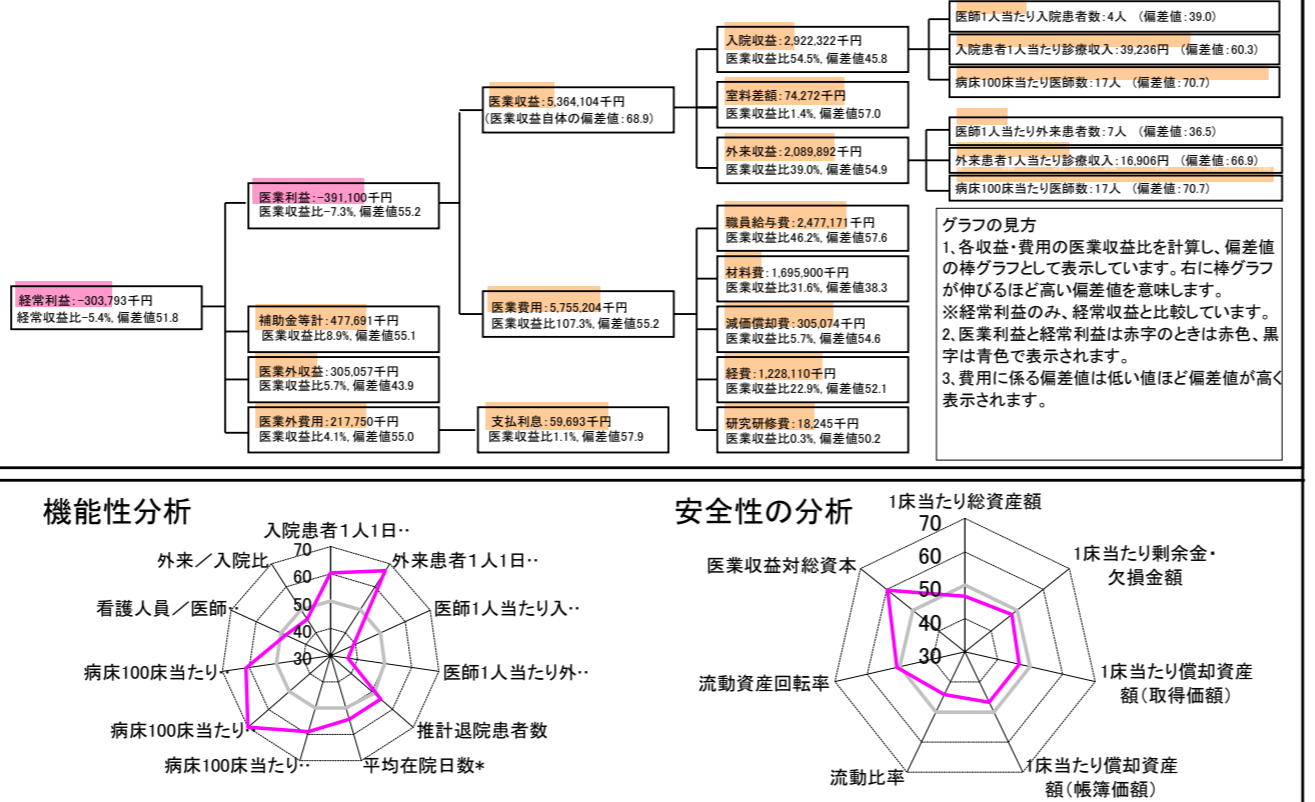 経常利益:-303,793千円
経常収益比-5.4%, 偏差値51.8
医業利益:-391,100千円
医業収益比-7.3%, 偏差値55.2
補助金等計:477,691千円
医業収益比8.9%, 偏差値55.1
医業外収益:305,057千円
医業収益比5.7%, 偏差値43.9
医業外費用:217,750千円
医業収益比4.1%, 偏差値55.0
医業収益:5,364,104千円
(医業収益自体の偏差値:68.9)
医業費用:5,755,204千円
医業収益比107.3%, 偏差値55.2
支払利息:59,693千円
医業収益比1.1%, 偏差値57.9
入院収益:2,922,322千円
医業収益比54.5%, 偏差値45.8
室料差額:74,272千円
医業収益比1.4%, 偏差値57.0
外来収益:2,089,892千円
医業収益比39.0%, 偏差値54.9
職員給与費:2,477,171千円
医業収益比46.2%, 偏差値57.6
材料費:1,695,900千円
医業収益比31.6%, 偏差値38.3
減価償却費:305,074千円
医業収益比5.7%, 偏差値54.6
経費:1,228,110千円
医業収益比22.9%, 偏差値52.1
研究研修費:18,245千円
医業収益比0.3%, 偏差値50.2
医師1人当たり入院患者数:4人 (偏差値:39.0)
入院患者1人当たり診療収入:39,236円 (偏差値:60.3)
病床100床当たり医師数:17人 (偏差値:70.7)
医師1人当たり外来患者数:7人 (偏差値:36.5)
外来患者1人当たり診療収入:16,906円 (偏差値:66.9)
病床100床当たり医師数:17人 (偏差値:70.7)
グラフの見方
1、各収益・費用の医業収益比を計算し、偏差値
の棒グラフとして表示しています。右に棒グラフ
が伸びるほど高い偏差値を意味します。
※経常利益のみ、経常収益と比較しています。
2、医業利益と経常利益は赤字のときは赤色、黒
字は青色で表示されます。
3、費用に係る偏差値は低い値ほど偏差値が高く
表示されます。
機能性分析
入院患者1人1日‥
外来患者1人1日‥
医師1人当たり入‥
医師1人当たり外‥
推計退院患者数
平均在院日数*
病床100床当たり‥
病床100床当たり‥
病床100床当たり‥
看護人員/医師‥
外来/入院比
70
60
50
40
30
安全性の分析
1床当たり総資産額
1床当たり剰余金・
欠損金額
1床当たり償却資産
額(取得価額)
1床当たり償却資産
額(帳簿価額)
流動比率
流動資産回転率
医業収益対総資本
70
60
50
40
30